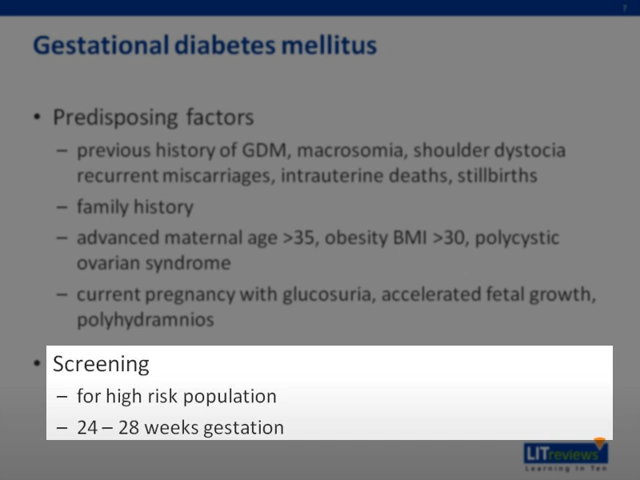 7
Gestational diabetes mellitus
• Predisposing factors
– previous history of GDM, macrosomia, shoulder dystocia
recurrent miscarriages, intrauterine deaths, stillbirths
– family history
– advanced maternal age >35, obesity BMI >30, polycystic
ovarian syndrome
– current pregnancy with glucosuria, accelerated fetal growth,
polyhydramnios
• Screening
– for high risk population
– 24 – 28 weeks gestation
LITreviews
Learning In Ten